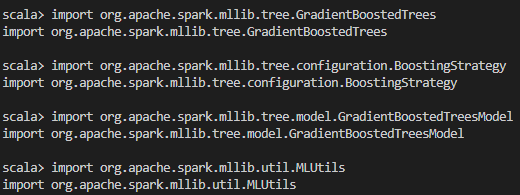 scala> import org.apache.spark.mllib.tree.GradientBoostedTrees
import org.apache.spark.mllib.tree.GradientBoostedTrees
scala> import org.apache.spark.mllib.tree.configuration.BoostingStrategy
import org.apache.spark.mllib.tree.configuration.BoostingStrategy
scala> import org.apache.spark.mllib.tree.model.GradientBoostedTreesModel
import org.apache.spark.mllib.tree.model.GradientBoostedTreesModel
scala> import org.apache.spark.mllib.util.MLUtils
import org.apache.spark.mllib.util.MLUtils